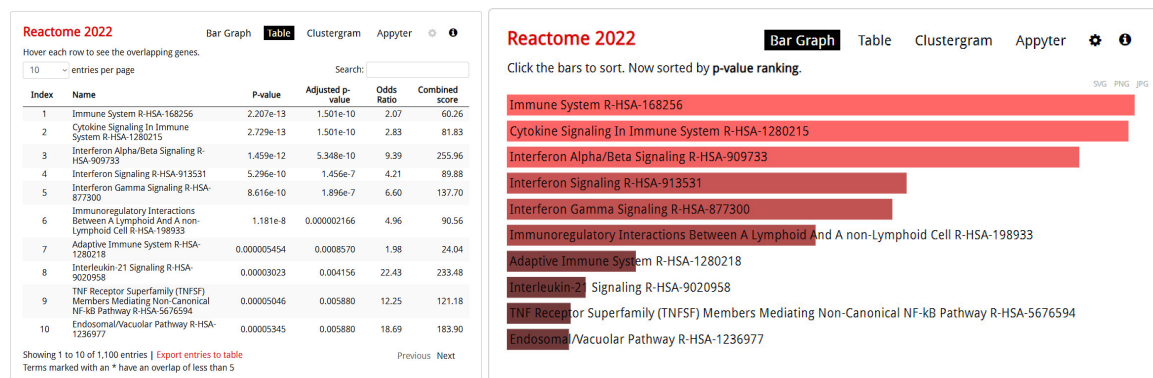 Reactome 2022
Bar Graph Table Clustergram Appyter
Hover each row to see the overlapping genes.
10 entries per page
Search:
Index Name P-value Adjusted p-value Odds Ratio Combined score
1 Immune System R-HSA-168256 2.207e-13 1.501e-10 2.07 60.26
2 Cytokine Signaling In Immune
System R-HSA-1280215 2.729e-13 1.501e-10 2.83 81.83
3 Interferon Alpha/Beta Signaling R-
HSA-909733 1.459e-12 5.348e-10 9.39 255.96
4 Interferon Signaling R-HSA-913531 5.296e-10 1.456e-7 4.21 89.88
5 Interferon Gamma Signaling R-HSA-
877300 8.616e-10 1.896e-7 6.60 137.70
6 Immunoregulatory Interactions
Between A Lymphoid And A non-
Lymphoid Cell R-HSA-198933 1.181e-8 0.000002166 4.96 90.56
7 Adaptive Immune System R-HSA-
1280218 0.000005454 0.0008570 1.98 24.04
8 Interleukin-21 Signaling R-HSA-
9020958 0.00003023 0.004156 22.43 233.48
9 TNF Receptor Superfamily (TNFSF)
Members Mediating Non-Canonical
NF-kB Pathway R-HSA-5676594 0.00005046 0.005880 12.25 121.18
10 Endosomal/Vacuolar Pathway R-HSA-
1236977 0.00005345 0.005880 18.69 183.90
Showing 1 to 10 of 1,100 entries | Export entries to table
Previous Next
Terms marked with an * have an overlap of less than 5
Reactome 2022
Bar Graph Table Clustergram Appyter
Click the bars to sort. Now sorted by p-value ranking.
SVG PNG JPG
Immune System R-HSA-168256
Cytokine Signaling In Immune System R-HSA-1280215
Interferon Alpha/Beta Signaling R-HSA-909733
Interferon Signaling R-HSA-913531
Interferon Gamma Signaling R-HSA-877300
Immunoregulatory Interactions Between A Lymphoid And A non-Lymphoid Cell R-HSA-198933
Adaptive Immune System R-HSA-1280218
Interleukin-21 Signaling R-HSA-9020958
TNF Receptor Superfamily (TNFSF) Members Mediating Non-Canonical NF-kB Pathway R-HSA-5676594
Endosomal/Vacuolar Pathway R-HSA-1236977